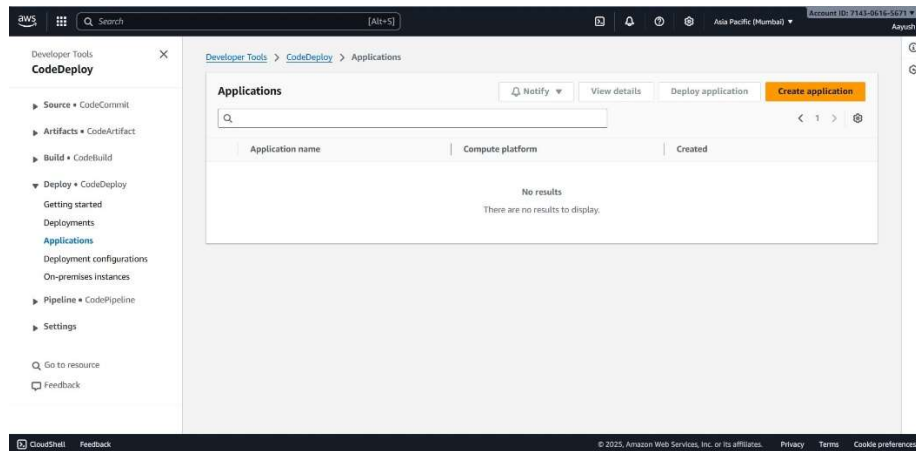 aws
Search
[Alt+S]
Asia Pacific (Mumbai)
Account ID: 7143-0616-5671
Aayush
Developer Tools
CodeDeploy
Source • CodeCommit
Artifacts • CodeArtifact
Build • CodeBuild
Deploy • CodeDeploy
Getting started
Deployments
Applications
Deployment configurations
On-premises instances
Pipeline • CodePipeline
Settings
Go to resource
Feedback
Developer Tools > CodeDeploy > Applications
Applications
Notify
View details
Deploy application
Create application
1
Application name
Compute platform
Created
No results
There are no results to display.
CloudShell
Feedback
© 2025, Amazon Web Services, Inc. or its affiliates.
Privacy
Terms
Cookie preferences